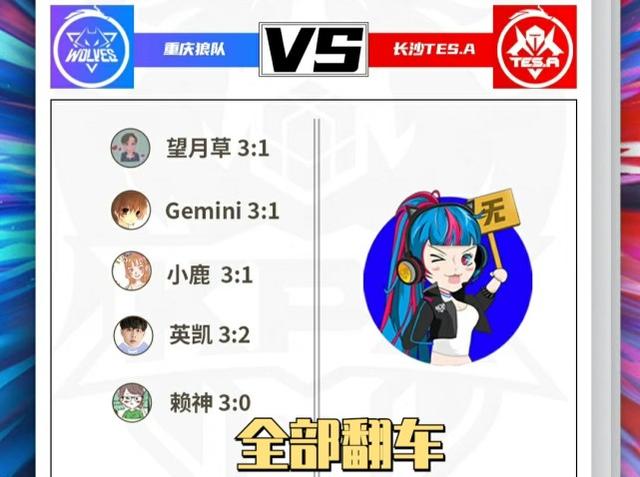 WOLVES
重庆狼队
VS
长沙TES.A
TES.A
望月草 3:1
Gemini 3:1
小鹿 3:1
英凯 3:2
赖神 3:0
无
全部翻车